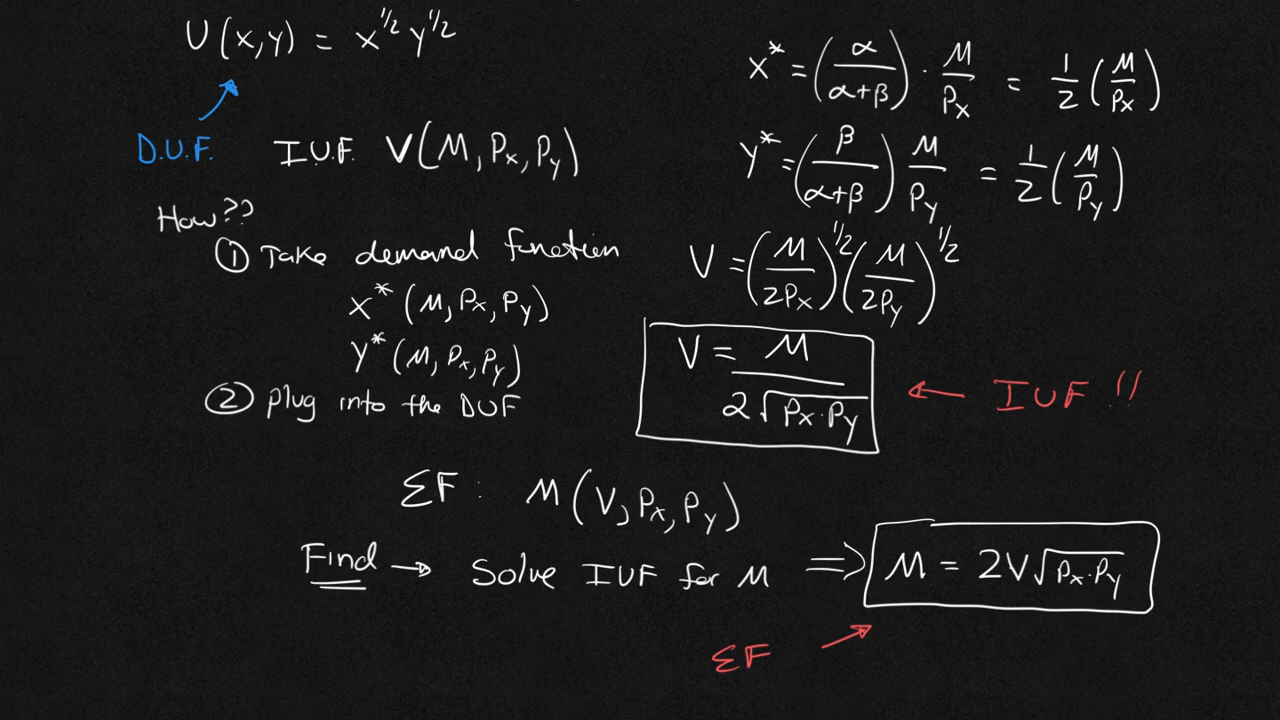 U(x,y) = x^1/2 y^1/2
D.U.F. I.U.F. V(M, Px, Py)
How??
① Take demand function
x* (M, Px, Py)
y* (M, Px, Py)
② plug into the DUF
x* = (α/(α+β)) · M/Px = 1/2 (M/Px)
y* = (β/(α+β)) M/Py = 1/2 (M/Py)
V = (M/2Px)^1/2 (M/2Py)^1/2
V = M/(2√(Px·Py)) ← IUF !!
EF: M(V, Px, Py)
Find → Solve IUF for M ⇒ M = 2V√(Px·Py)
EF